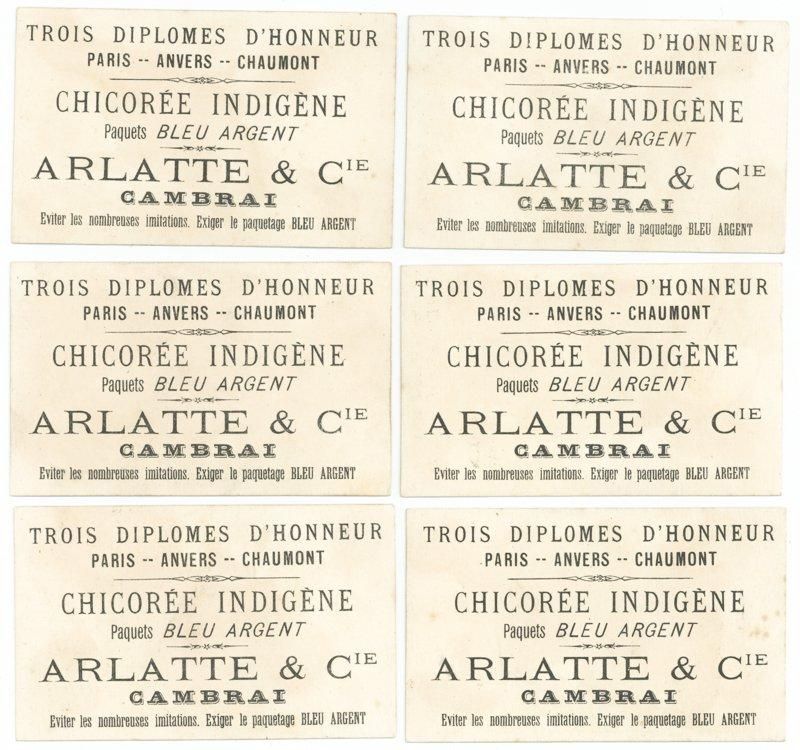 TROIS DIPLOMES D'HONNEUR
PARIS -- ANVERS -- CHAUMONT
CHICORÉE INDIGÈNE
Paquets BLEU ARGENT
ARLATTE & CIE
CAMBRAI
Eviter les nombreuses imitations. Exiger le paquetage BLEU ARGENT
TROIS DIPLOMES D'HONNEUR
PARIS -- ANVERS -- CHAUMONT
CHICORÉE INDIGÈNE
Paquets BLEU ARGENT
ARLATTE & CIE
CAMBRAI
Eviter les nombreuses imitations. Exiger le paquetage BLEU ARGENT
TROIS DIPLOMES D'HONNEUR
PARIS -- ANVERS -- CHAUMONT
CHICORÉE INDIGÈNE
Paquets BLEU ARGENT
ARLATTE & CIE
CAMBRAI
Eviter les nombreuses imitations. Exiger le paquetage BLEU ARGENT
TROIS DIPLOMES D'HONNEUR
PARIS -- ANVERS -- CHAUMONT
CHICORÉE INDIGÈNE
Paquets BLEU ARGENT
ARLATTE & CIE
CAMBRAI
Eviter les nombreuses imitations. Exiger le paquetage BLEU ARGENT
TROIS DIPLOMES D'HONNEUR
PARIS -- ANVERS -- CHAUMONT
CHICORÉE INDIGÈNE
Paquets BLEU ARGENT
ARLATTE & CIE
CAMBRAI
Eviter les nombreuses imitations. Exiger le paquetage BLEU ARGENT
TROIS DIPLOMES D'HONNEUR
PARIS -- ANVERS -- CHAUMONT
CHICORÉE INDIGÈNE
Paquets BLEU ARGENT
ARLATTE & CIE
CAMBRAI
Eviter les nombreuses imitations. Exiger le paquetage BLEU ARGENT